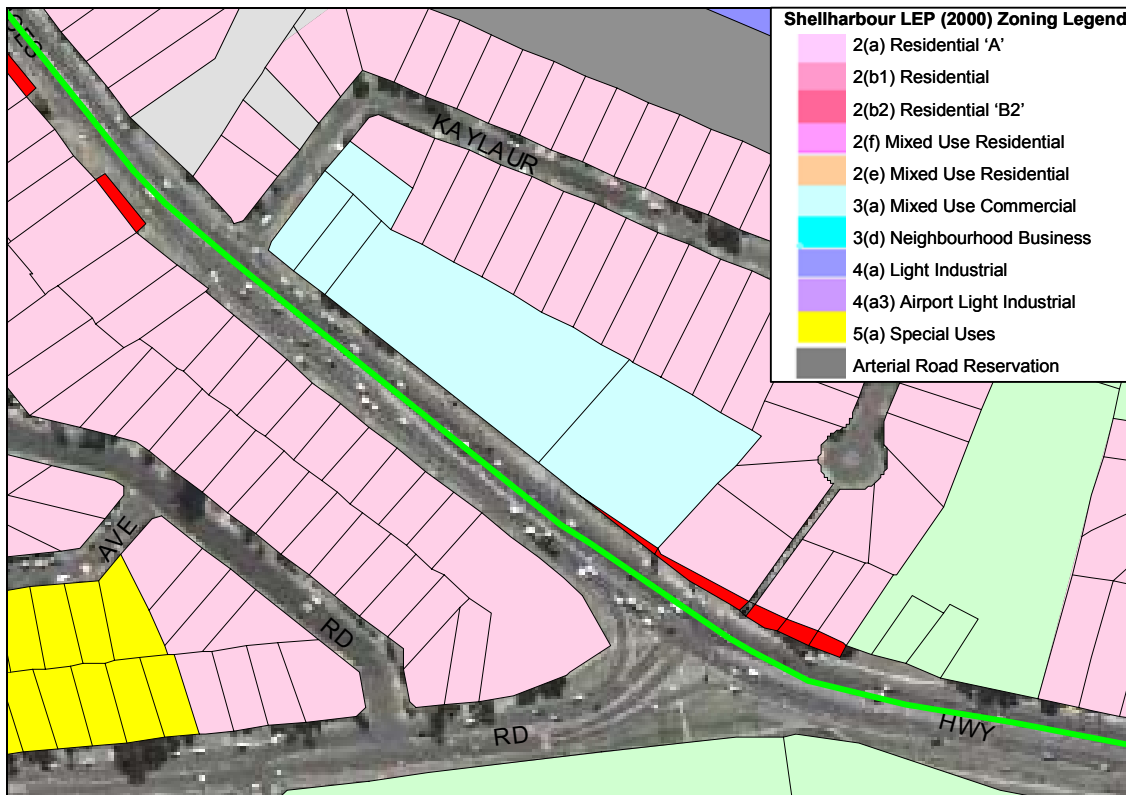 Shellharbour LEP (2000) Zoning Legend
2(a) Residential ‘A’
2(b1) Residential
2(b2) Residential ‘B2’
2(f) Mixed Use Residential
2(e) Mixed Use Residential
3(a) Mixed Use Commercial
3(d) Neighbourhood Business
4(a) Light Industrial
4(a3) Airport Light Industrial
5(a) Special Uses
Arterial Road Reservation
KAYLAUR
AVE
RD
RD
HWY